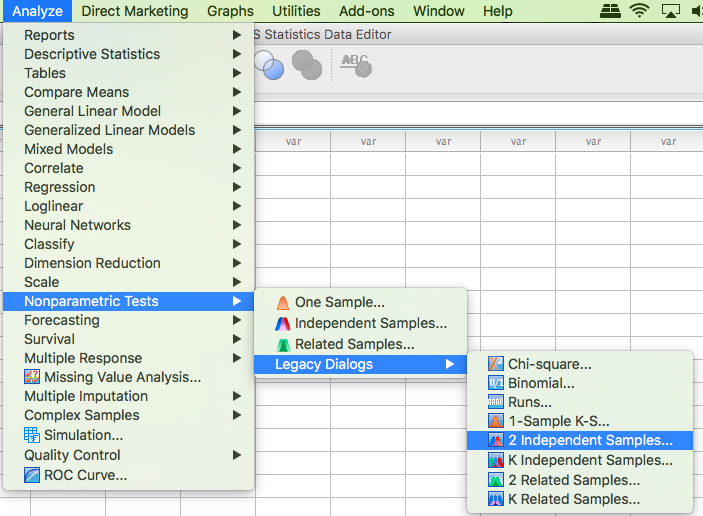 Analyze Direct Marketing Graphs Utilities Add-ons Window Help
S Statistics Data Editor
ABC
var var var var var var
Reports
Descriptive Statistics
Tables
Compare Means
General Linear Model
Generalized Linear Models
Mixed Models
Correlate
Regression
Loglinear
Neural Networks
Classify
Dimension Reduction
Scale
Nonparametric Tests
Forecasting
Survival
Multiple Response
Missing Value Analysis...
Multiple Imputation
Complex Samples
Simulation...
Quality Control
ROC Curve...
One Sample...
Independent Samples...
Related Samples...
Legacy Dialogs
Chi-square...
0/1 Binomial...
AAAB Runs...
1-Sample K-S...
2 Independent Samples...
K Independent Samples...
2 Related Samples...
K Related Samples...